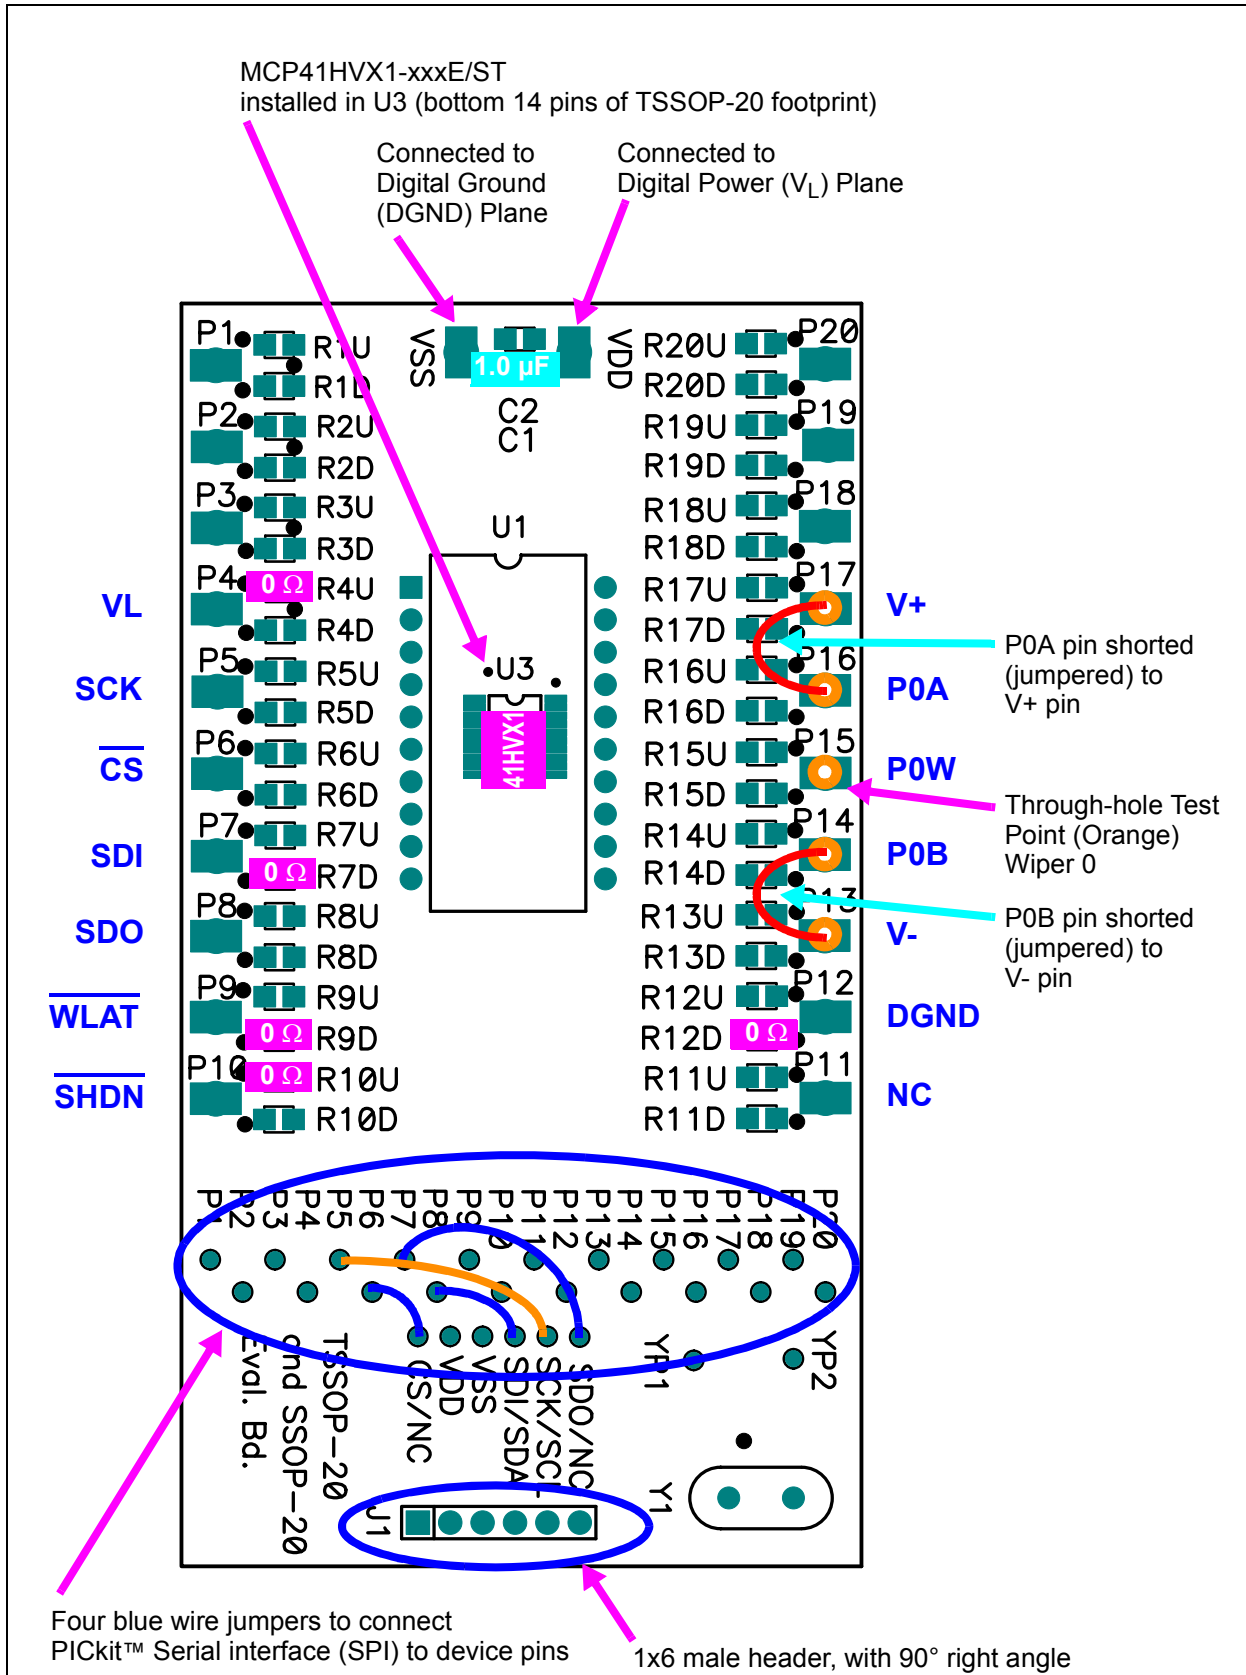 MCP41HVX1-xxxE/ST
installed in U3 (bottom 14 pins of TSSOP-20 footprint)
Connected to
Digital Ground
(DGND) Plane
Connected to
Digital Power (VL) Plane
P1
R1U
R1D
P2
R2U
R2D
P3
R3U
R3D
P4
0 Ω
R4U
R4D
P5
R5U
R5D
P6
R6U
R6D
P7
R7U
0 Ω
R7D
P8
R8U
R8D
P9
R9U
0 Ω
R9D
P10
0 Ω
R10U
R10D
VL
SCK
CS
SDI
SDO
WLAT
SHDN
VSS
1.0 µF
VDD
C2
C1
U1
U3
41HVX1
R20U
P20
R20D
R19U
P19
R19D
R18U
P18
R18D
R17U
P17
R17D
R16U
P16
R16D
R15U
P15
R15D
R14U
P14
R14D
R13U
P13
R13D
R12U
P12
R12D
0 Ω
R11U
P11
R11D
V+
P0A
P0W
P0B
V-
DGND
NC
P0A pin shorted
(jumpered) to
V+ pin
Through-hole Test
Point (Orange)
Wiper 0
P0B pin shorted
(jumpered) to
V- pin
P1
P2
P3
P4
P5
P6
P7
P8
P9
P10
P11
P12
P13
P14
P15
P16
P17
P18
P19
P20
CS/NC
VDD
VSS
SDI/SDA
SCK/SCL
SDO/NC
YP1
YP2
TSSOP-20
and SSOP-20
Eval. Bd.
J1
Y1
Four blue wire jumpers to connect
PICkit™ Serial interface (SPI) to device pins
1x6 male header, with 90° right angle